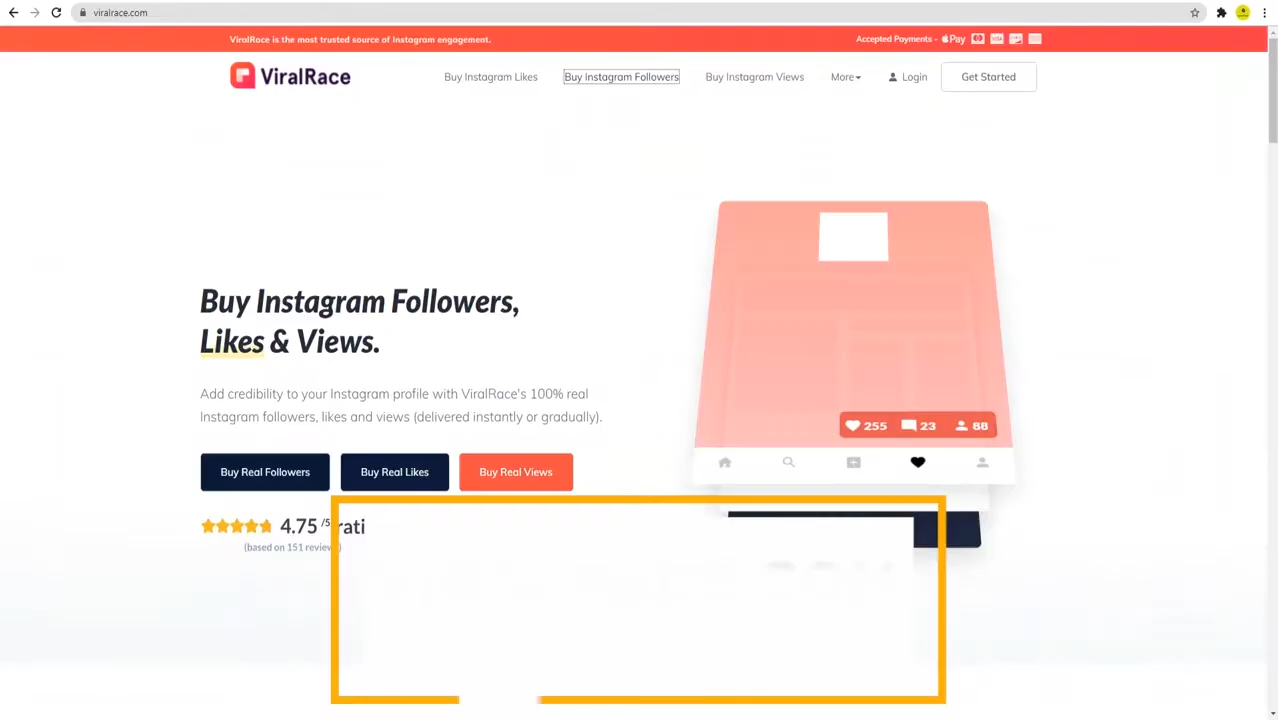 viralrace.com
ViralRace is the most trusted source of Instagram engagement.
Accepted Payments - Pay
ViralRace
Buy Instagram Likes
Buy Instagram Followers
Buy Instagram Views
More
Login
Get Started
Buy Instagram Followers,
Likes & Views.
Add credibility to your Instagram profile with ViralRace's 100% real
Instagram followers, likes and views (delivered instantly or gradually).
255 23 88
Buy Real Followers
Buy Real Likes
Buy Real Views
4.75 /5 rati
(based on 151 review